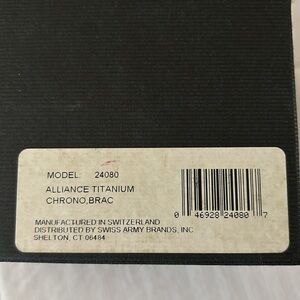 MODEL: 24080
ALLIANCE TITANIUM
CHRONO,BRAC
0 46928 24080 7
MANUFACTURED IN SWITZERLAND
DISTRIBUTED BY SWISS ARMY BRANDS, INC
SHELTON, CT 06484